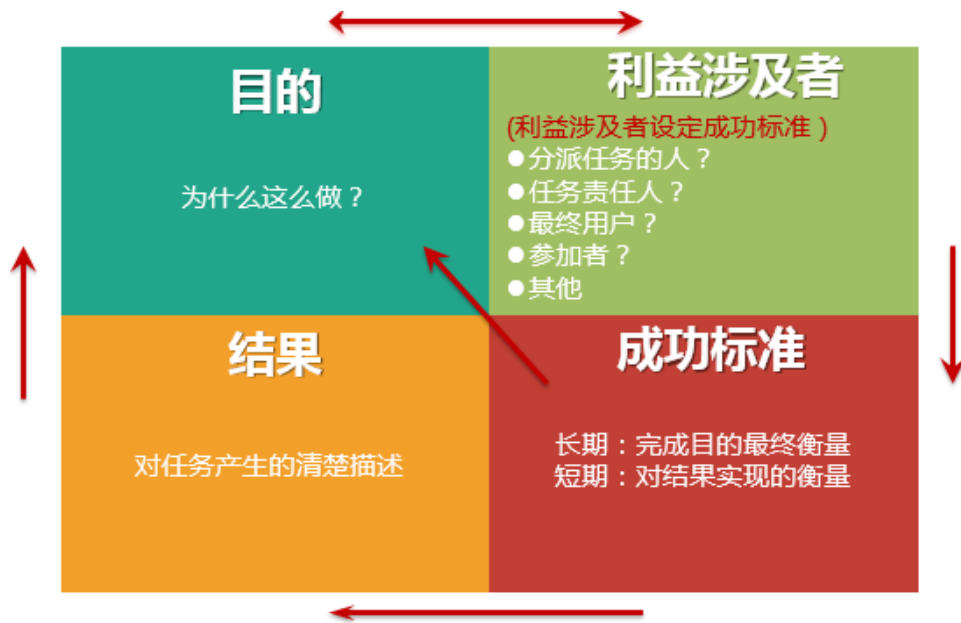 目的
为什么这么做？
利益涉及者
(利益涉及者设定成功标准）
●分派任务的人？
●任务责任人？
●最终用户？
●参加者？
●其他
结果
对任务产生的清楚描述
成功标准
长期：完成目的最终衡量
短期：对结果实现的衡量